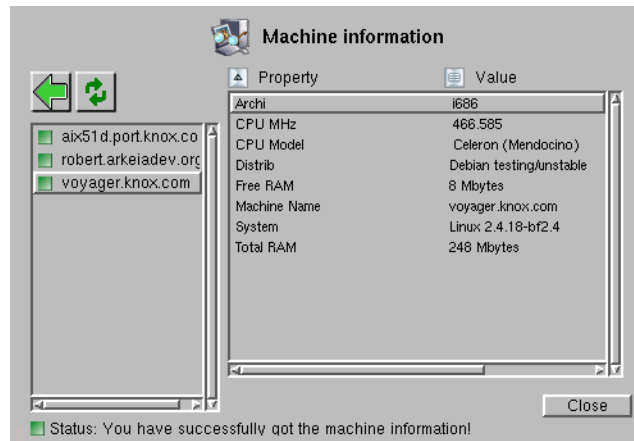 Machine information
Property Value
Archi i686
CPU MHz 466.585
CPU Model Celeron (Mendocino)
Distrib Debian testing/unstable
Free RAM 8 Mbytes
Machine Name voyager.knox.com
System Linux 2.4.18-bf2.4
Total RAM 248 Mbytes
aix51d.port.knox.co
robert.arkeiadev.org
voyager.knox.com
Close
Status: You have successfully got the machine information!